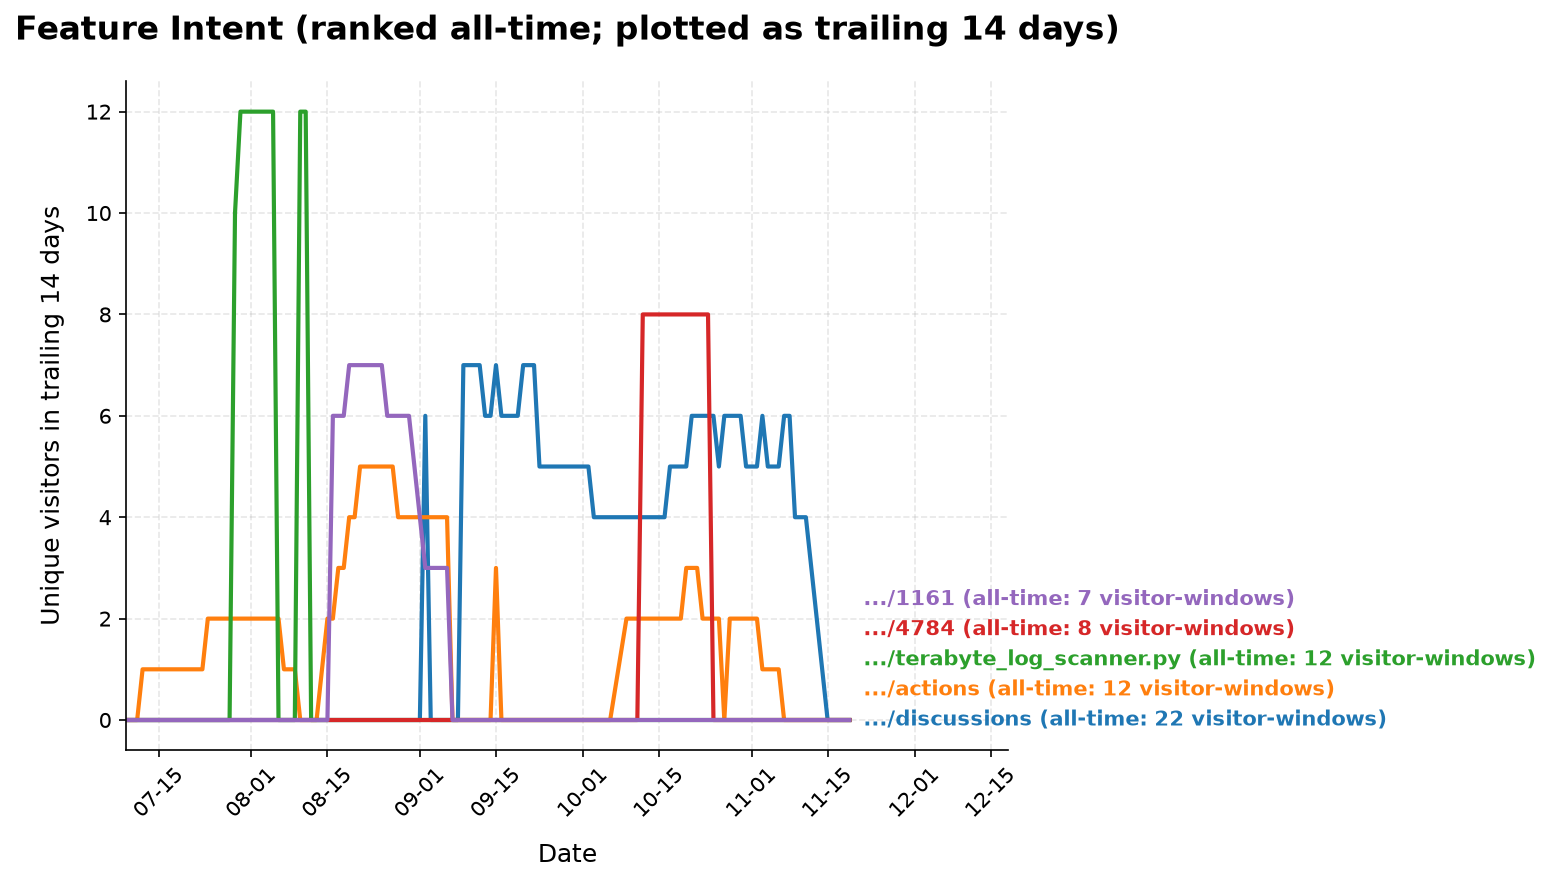 Feature Intent (ranked all-time; plotted as trailing 14 days)
Unique visitors in trailing 14 days
12
10
8
6
4
2
0
.../1161 (all-time: 7 visitor-windows)
.../4784 (all-time: 8 visitor-windows)
.../terabyte_log_scanner.py (all-time: 12 visitor-windows)
.../actions (all-time: 12 visitor-windows)
.../discussions (all-time: 22 visitor-windows)
07-15
08-01
08-15
09-01
09-15
10-01
10-15
11-01
11-15
12-01
12-15
Date